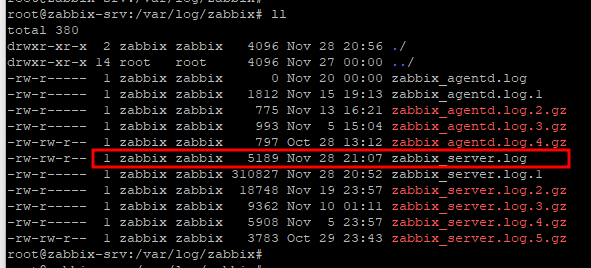 root@zabbix-srv:/var/log/zabbix# ll
total 380
drwxr-xr-x 2 zabbix zabbix 4096 Nov 28 20:56 ./
drwxr-xr-x 14 root root 4096 Nov 27 00:00 ../
-rw-r----- 1 zabbix zabbix 0 Nov 20 00:00 zabbix_agentd.log
-rw-r----- 1 zabbix zabbix 1812 Nov 15 19:13 zabbix_agentd.log.1
-rw-r----- 1 zabbix zabbix 775 Nov 13 16:21 zabbix_agentd.log.2.gz
-rw-r----- 1 zabbix zabbix 993 Nov 5 15:04 zabbix_agentd.log.3.gz
-rw-rw-r-- 1 zabbix zabbix 797 Oct 28 13:12 zabbix_agentd.log.4.gz
-rw-rw-r-- 1 zabbix zabbix 5189 Nov 28 21:07 zabbix_server.log
-rw-r----- 1 zabbix zabbix 310827 Nov 28 20:52 zabbix_server.log.1
-rw-r----- 1 zabbix zabbix 18748 Nov 19 23:57 zabbix_server.log.2.gz
-rw-r----- 1 zabbix zabbix 9362 Nov 10 01:11 zabbix_server.log.3.gz
-rw-r----- 1 zabbix zabbix 5908 Nov 5 23:57 zabbix_server.log.4.gz
-rw-rw-r-- 1 zabbix zabbix 3783 Oct 29 23:43 zabbix_server.log.5.gz
root@zabbix-srv:/var/log/zabbix#